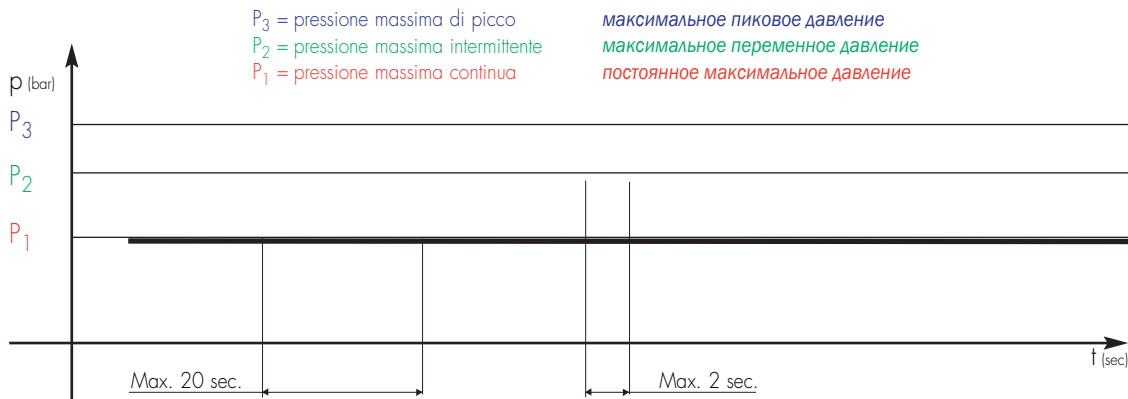 P3 = pressione massima di picco максимальное пиковое давление
P2 = pressione massima intermittente максимальное переменное давление
P1 = pressione massima continua постоянное максимальное давление
p (bar)
P3
P2
P1
t (sec)
Max. 20 sec. Max. 2 sec.